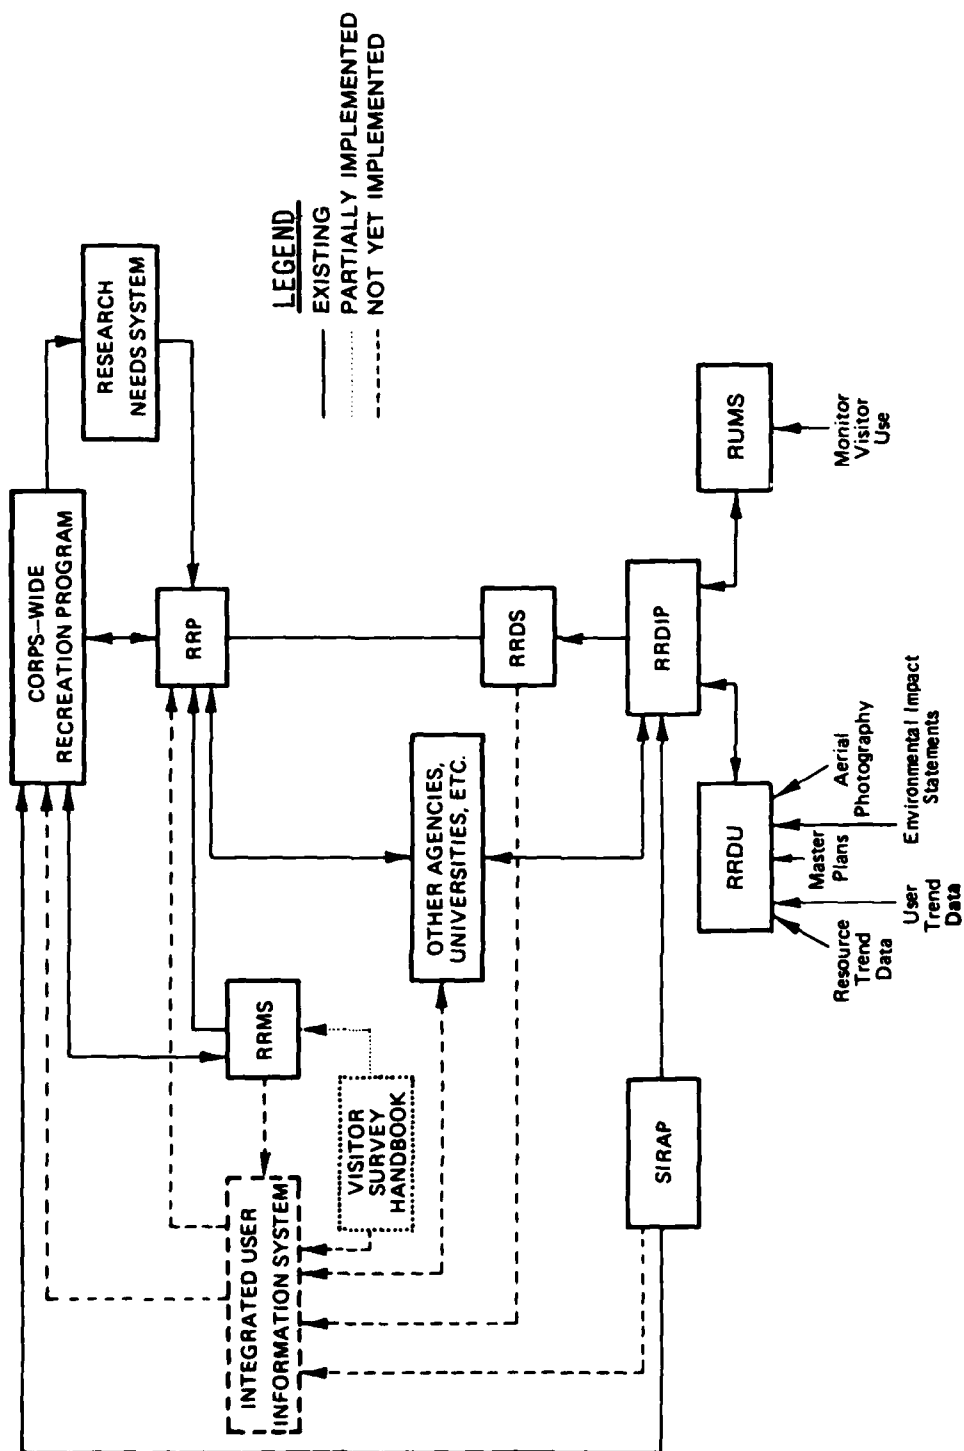 CORPS–WIDE
RECREATION PROGRAM
RESEARCH
NEEDS SYSTEM
RRP
LEGEND
EXISTING
PARTIALLY IMPLEMENTED
NOT YET IMPLEMENTED
INTEGRATED USER
INFORMATION SYSTEM
RRMS
VISITOR
SURVEY
HANDBOOK
OTHER AGENCIES,
UNIVERSITIES, ETC.
RRDS
SIRAP
RRDIP
RRDU
RUMS
Resource
Trend
Data
User
Trend
Data
Master
Plans
Environmental Impact
Statements
Aerial
Photography
Monitor
Visitor
Use